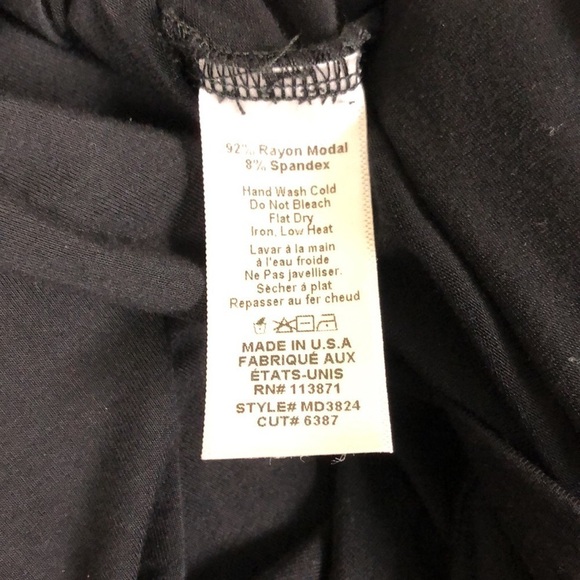 92% Rayon Modal
8% Spandex
Hand Wash Cold
Do Not Bleach
Flat Dry
Iron, Low Heat
Lavar à la main
à l'eau froide
Ne Pas javelliser.
Sècher á plat
Repasser au fer cheud
MADE IN U.S.A
FABRIQUÉ AUX
ÉTATS-UNIS
RN# 113871
STYLE# MD3824
CUT# 6387